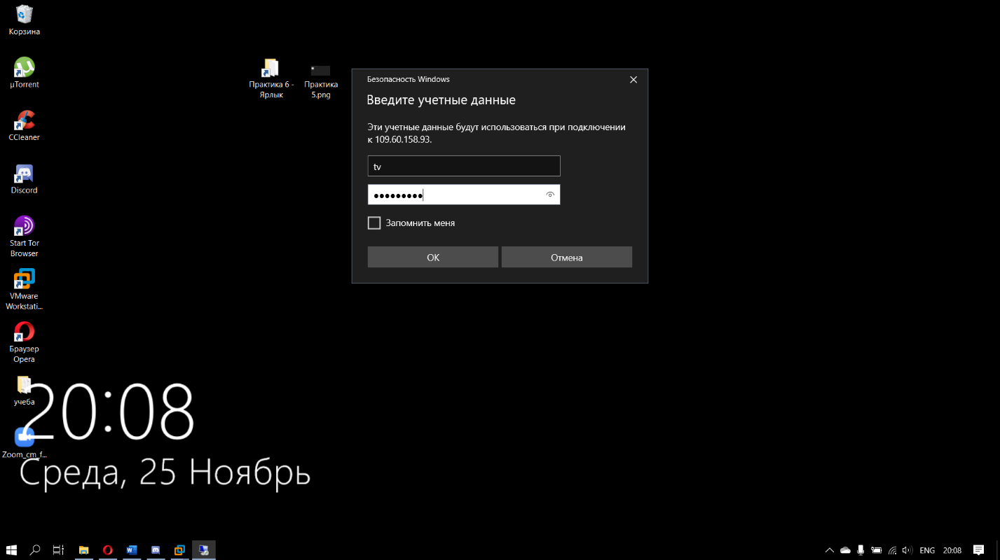 Корзина
µTorrent
CCleaner
Discord
Start Tor
Browser
VMware
Workstati...
Браузер
Opera
учеба
Zoom_cm_f...
Практика 6 -
Ярлык
Практика
5.png
Безопасность Windows
Введите учетные данные
Эти учетные данные будут использоваться при подключении
к 109.60.158.93.
tv
Запомнить меня
ОК
Отмена
20:08
Среда, 25 Ноябрь
ENG
20:08